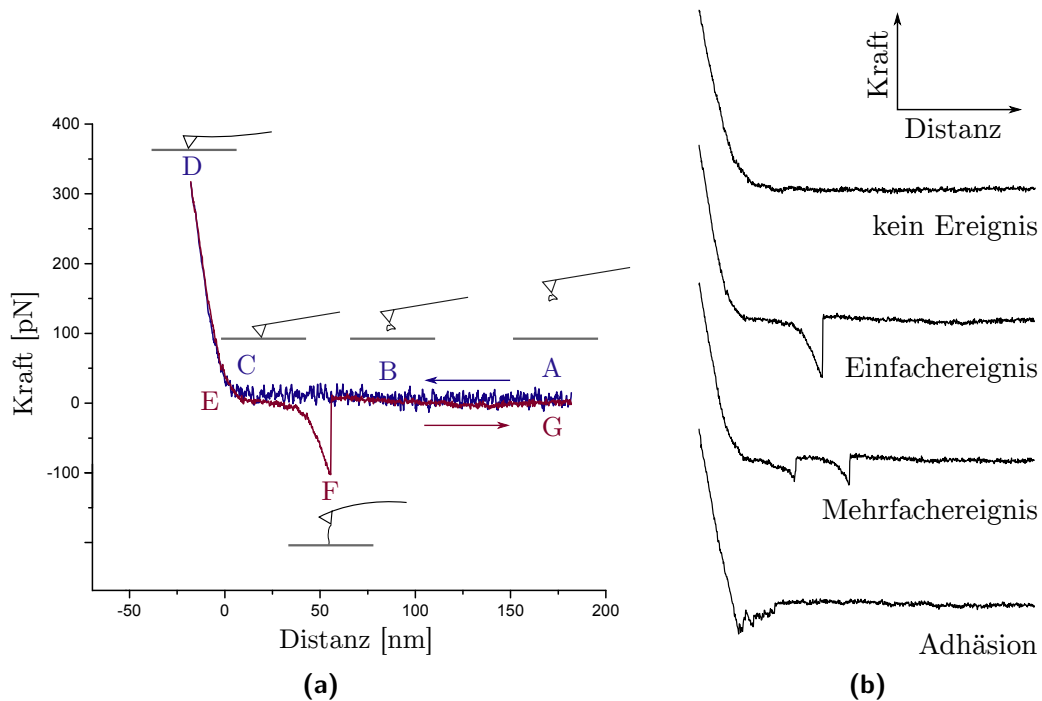 400
300
200
100
0
-100
-50
0
50
100
150
200
Kraft [pN]
Distanz [nm]
D
C
B
A
E
F
G
(a)
Kraft
Distanz
kein Ereignis
Einfachereignis
Mehrfachereignis
Adhäsion
(b)